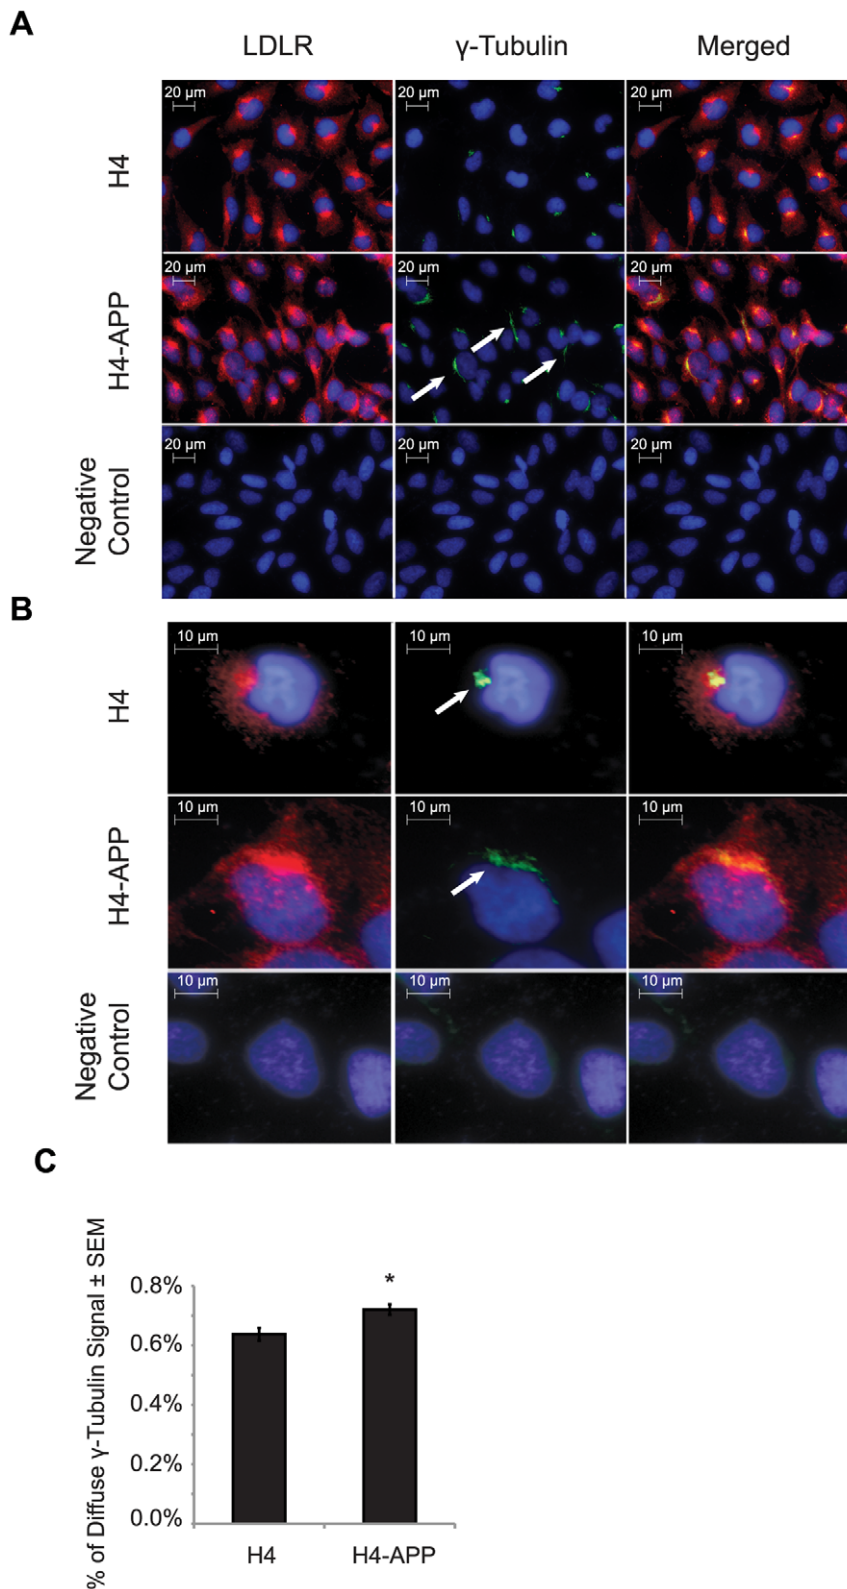 A
LDLR γ-Tubulin Merged
H4
20 μm 20 μm 20 μm
H4-APP
20 μm 20 μm 20 μm
Negative
Control
20 μm 20 μm 20 μm
B
H4
10 μm 10 μm 10 μm
H4-APP
10 μm 10 μm 10 μm
Negative
Control
10 μm 10 μm 10 μm
C
% of Diffuse γ-Tubulin Signal ± SEM
*
0.8%
0.6%
0.4%
0.2%
0.0%
H4 H4-APP